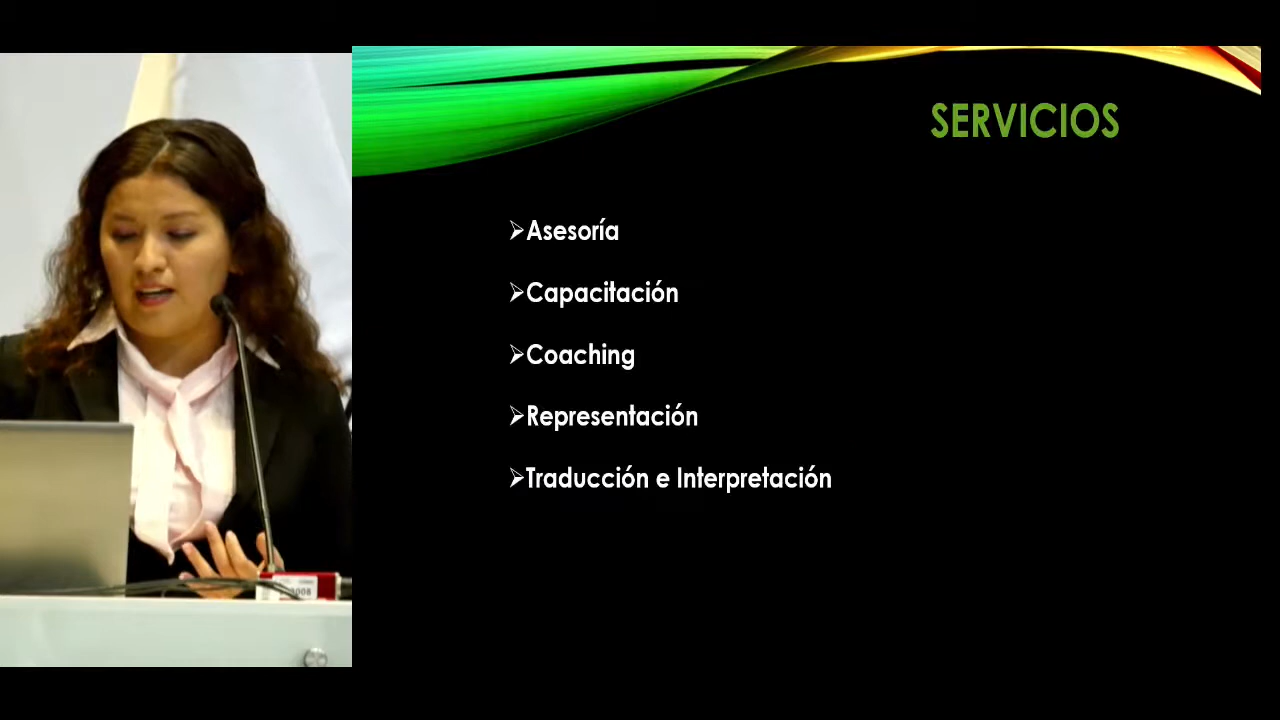 SERVICIOS
➢Asesoría
➢Capacitación
➢Coaching
➢Representación
➢Traducción e Interpretación